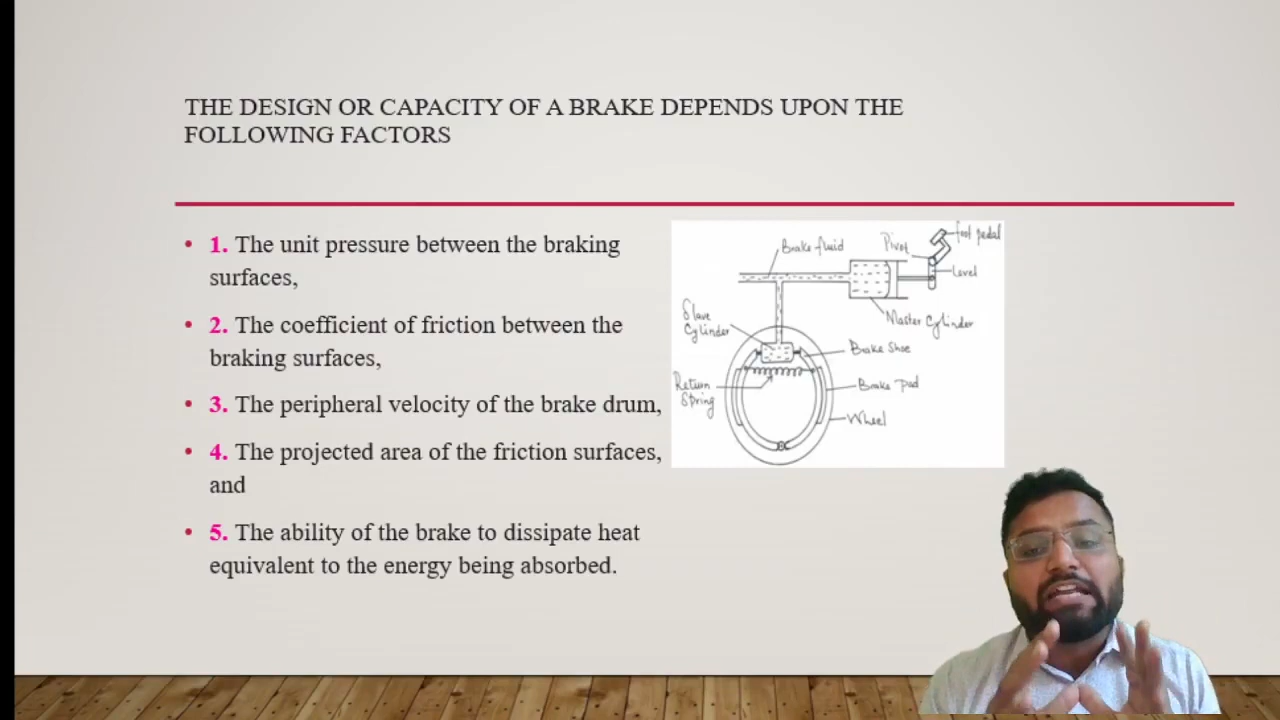 THE DESIGN OR CAPACITY OF A BRAKE DEPENDS UPON THE
FOLLOWING FACTORS
• 1. The unit pressure between the braking
surfaces,
• 2. The coefficient of friction between the
braking surfaces,
• 3. The peripheral velocity of the brake drum,
• 4. The projected area of the friction surfaces,
and
• 5. The ability of the brake to dissipate heat
equivalent to the energy being absorbed.
Brake fluid
Pivot
foot pedal
Level
Master Cylinder
Slave
Cylinder
Brake Shoe
Return
Spring
Brake Pad
Wheel